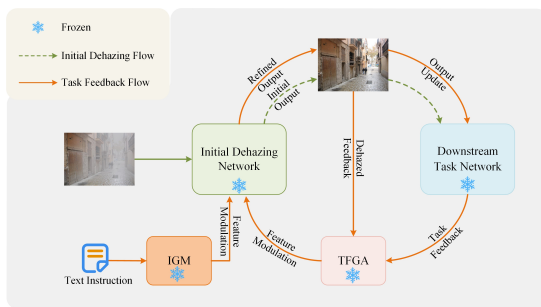 Frozen
Initial Dehazing Flow
Task Feedback Flow
Refined
Output
Initial
Output
Output
Update
Dehazed
Feedback
Initial Dehazing
Network
Downstream
Task Network
Feature
Modulation
Feature
Modulation
Task
Feedback
Text Instruction
IGM
TFGA